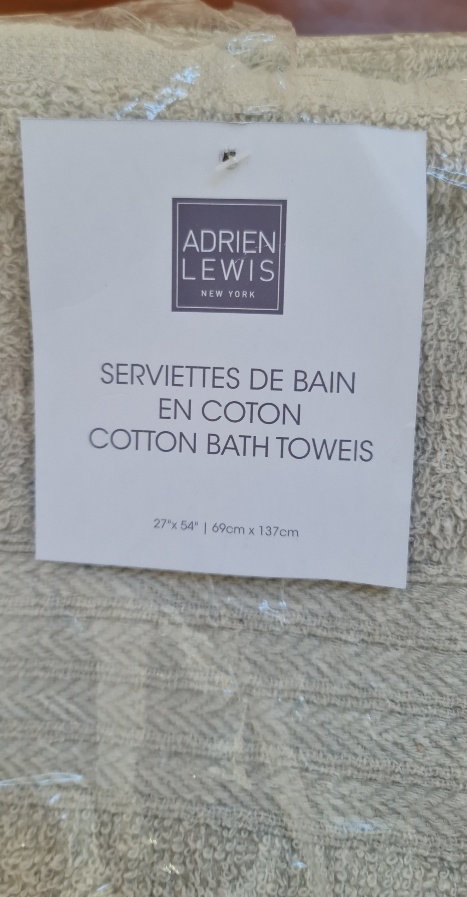 ADRIEN
LEWIS
NEW YORK
SERVIETTES DE BAIN
EN COTON
COTTON BATH TOWEIS
27"x 54" | 69cm x 137cm